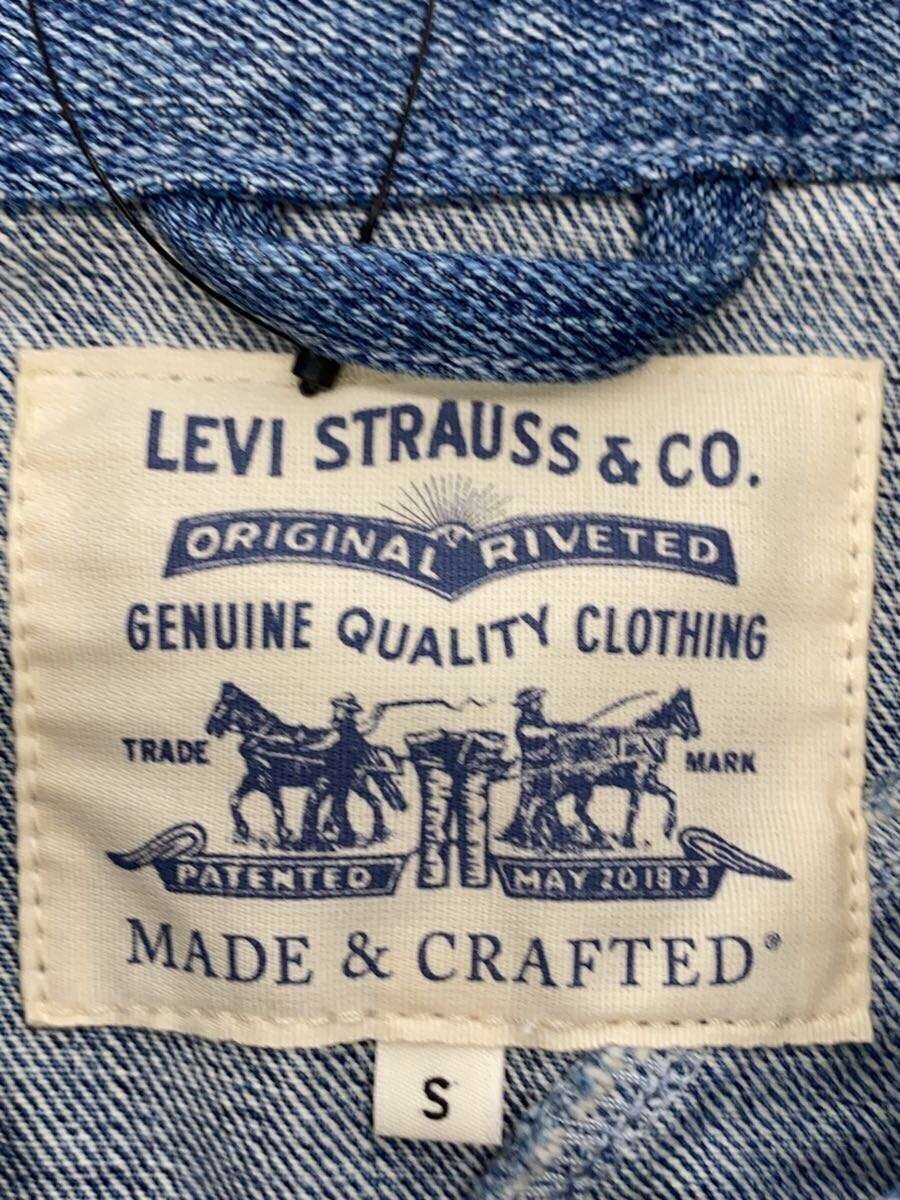 LEVI STRAUSS & CO.
ORIGINAL RIVETED
GENUINE QUALITY CLOTHING
TRADE MARK
PATENTED MAY 20 1873
MADE & CRAFTED®
S